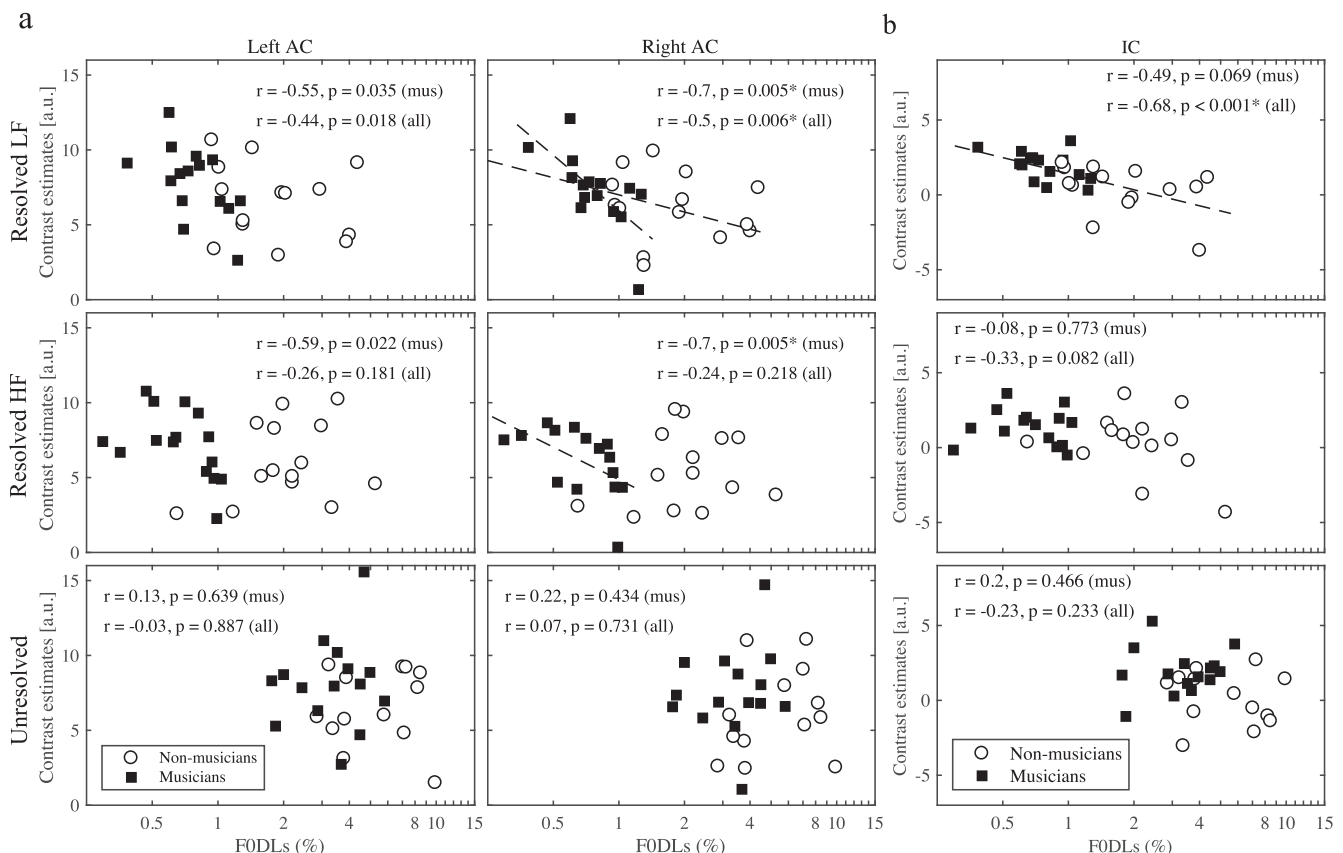 a
b
Left AC
Right AC
IC
Resolved LF
Contrast estimates [a.u.]
15
10
5
0
r = -0.55, p = 0.035 (mus)
r = -0.44, p = 0.018 (all)
r = -0.7, p = 0.005* (mus)
r = -0.5, p = 0.006* (all)
Contrast estimates [a.u.]
5
0
-5
r = -0.49, p = 0.069 (mus)
r = -0.68, p < 0.001* (all)
Resolved HF
Contrast estimates [a.u.]
15
10
5
0
r = -0.59, p = 0.022 (mus)
r = -0.26, p = 0.181 (all)
r = -0.7, p = 0.005* (mus)
r = -0.24, p = 0.218 (all)
Contrast estimates [a.u.]
5
0
-5
r = -0.08, p = 0.773 (mus)
r = -0.33, p = 0.082 (all)
Unresolved
Contrast estimates [a.u.]
15
10
5
0
r = 0.13, p = 0.639 (mus)
r = -0.03, p = 0.887 (all)
Non-musicians
Musicians
r = 0.22, p = 0.434 (mus)
r = 0.07, p = 0.731 (all)
Contrast estimates [a.u.]
5
0
-5
r = 0.2, p = 0.466 (mus)
r = -0.23, p = 0.233 (all)
Non-musicians
Musicians
0.5 1 2 4 8 10 15
0.5 1 2 4 8 10 15
0.5 1 2 4 8 10 15
F0DLs (%)
F0DLs (%)
F0DLs (%)